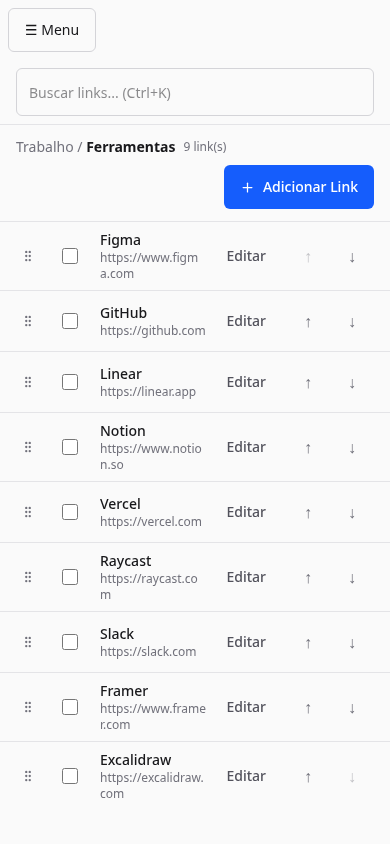 ☰ Menu
Buscar links... (Ctrl+K)
Trabalho / Ferramentas 9 link(s)
+ Adicionar Link
Figma
https://www.figm
a.com
Editar ↑ ↓
GitHub
https://github.com
Editar ↑ ↓
Linear
https://linear.app
Editar ↑ ↓
Notion
https://www.notio
n.so
Editar ↑ ↓
Vercel
https://vercel.com
Editar ↑ ↓
Raycast
https://raycast.co
m
Editar ↑ ↓
Slack
https://slack.com
Editar ↑ ↓
Framer
https://www.frame
r.com
Editar ↑ ↓
Excalidraw
https://excalidraw.
com
Editar ↑ ↓